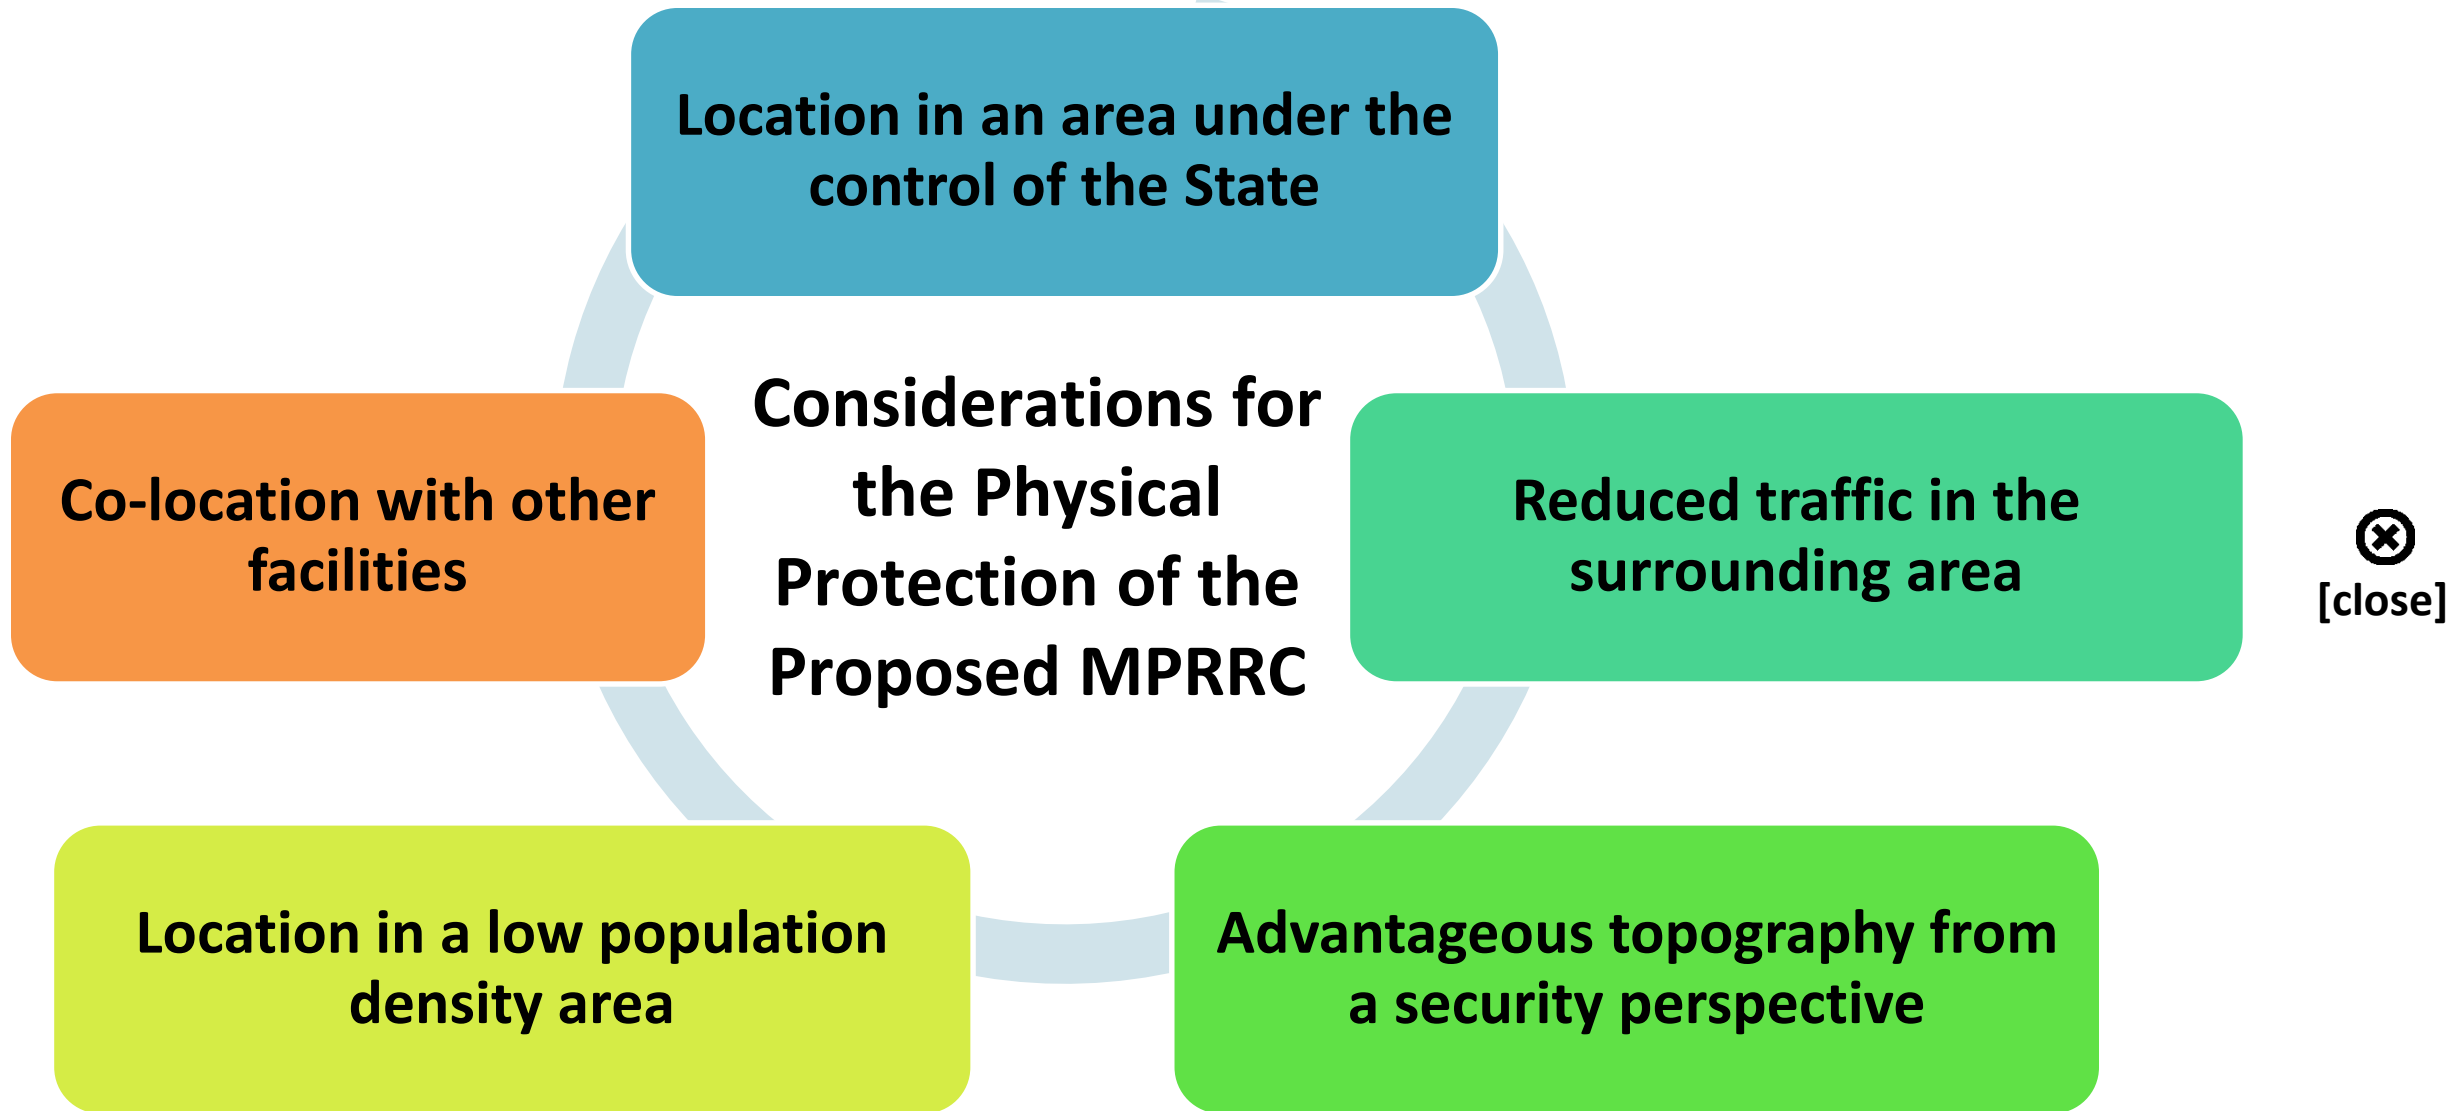 Location in an area under the
control of the State
Considerations for
the Physical
Protection of the
Proposed MPRRC
Co-location with other
facilities
Reduced traffic in the
surrounding area
[close]
Location in a low population
density area
Advantageous topography from
a security perspective